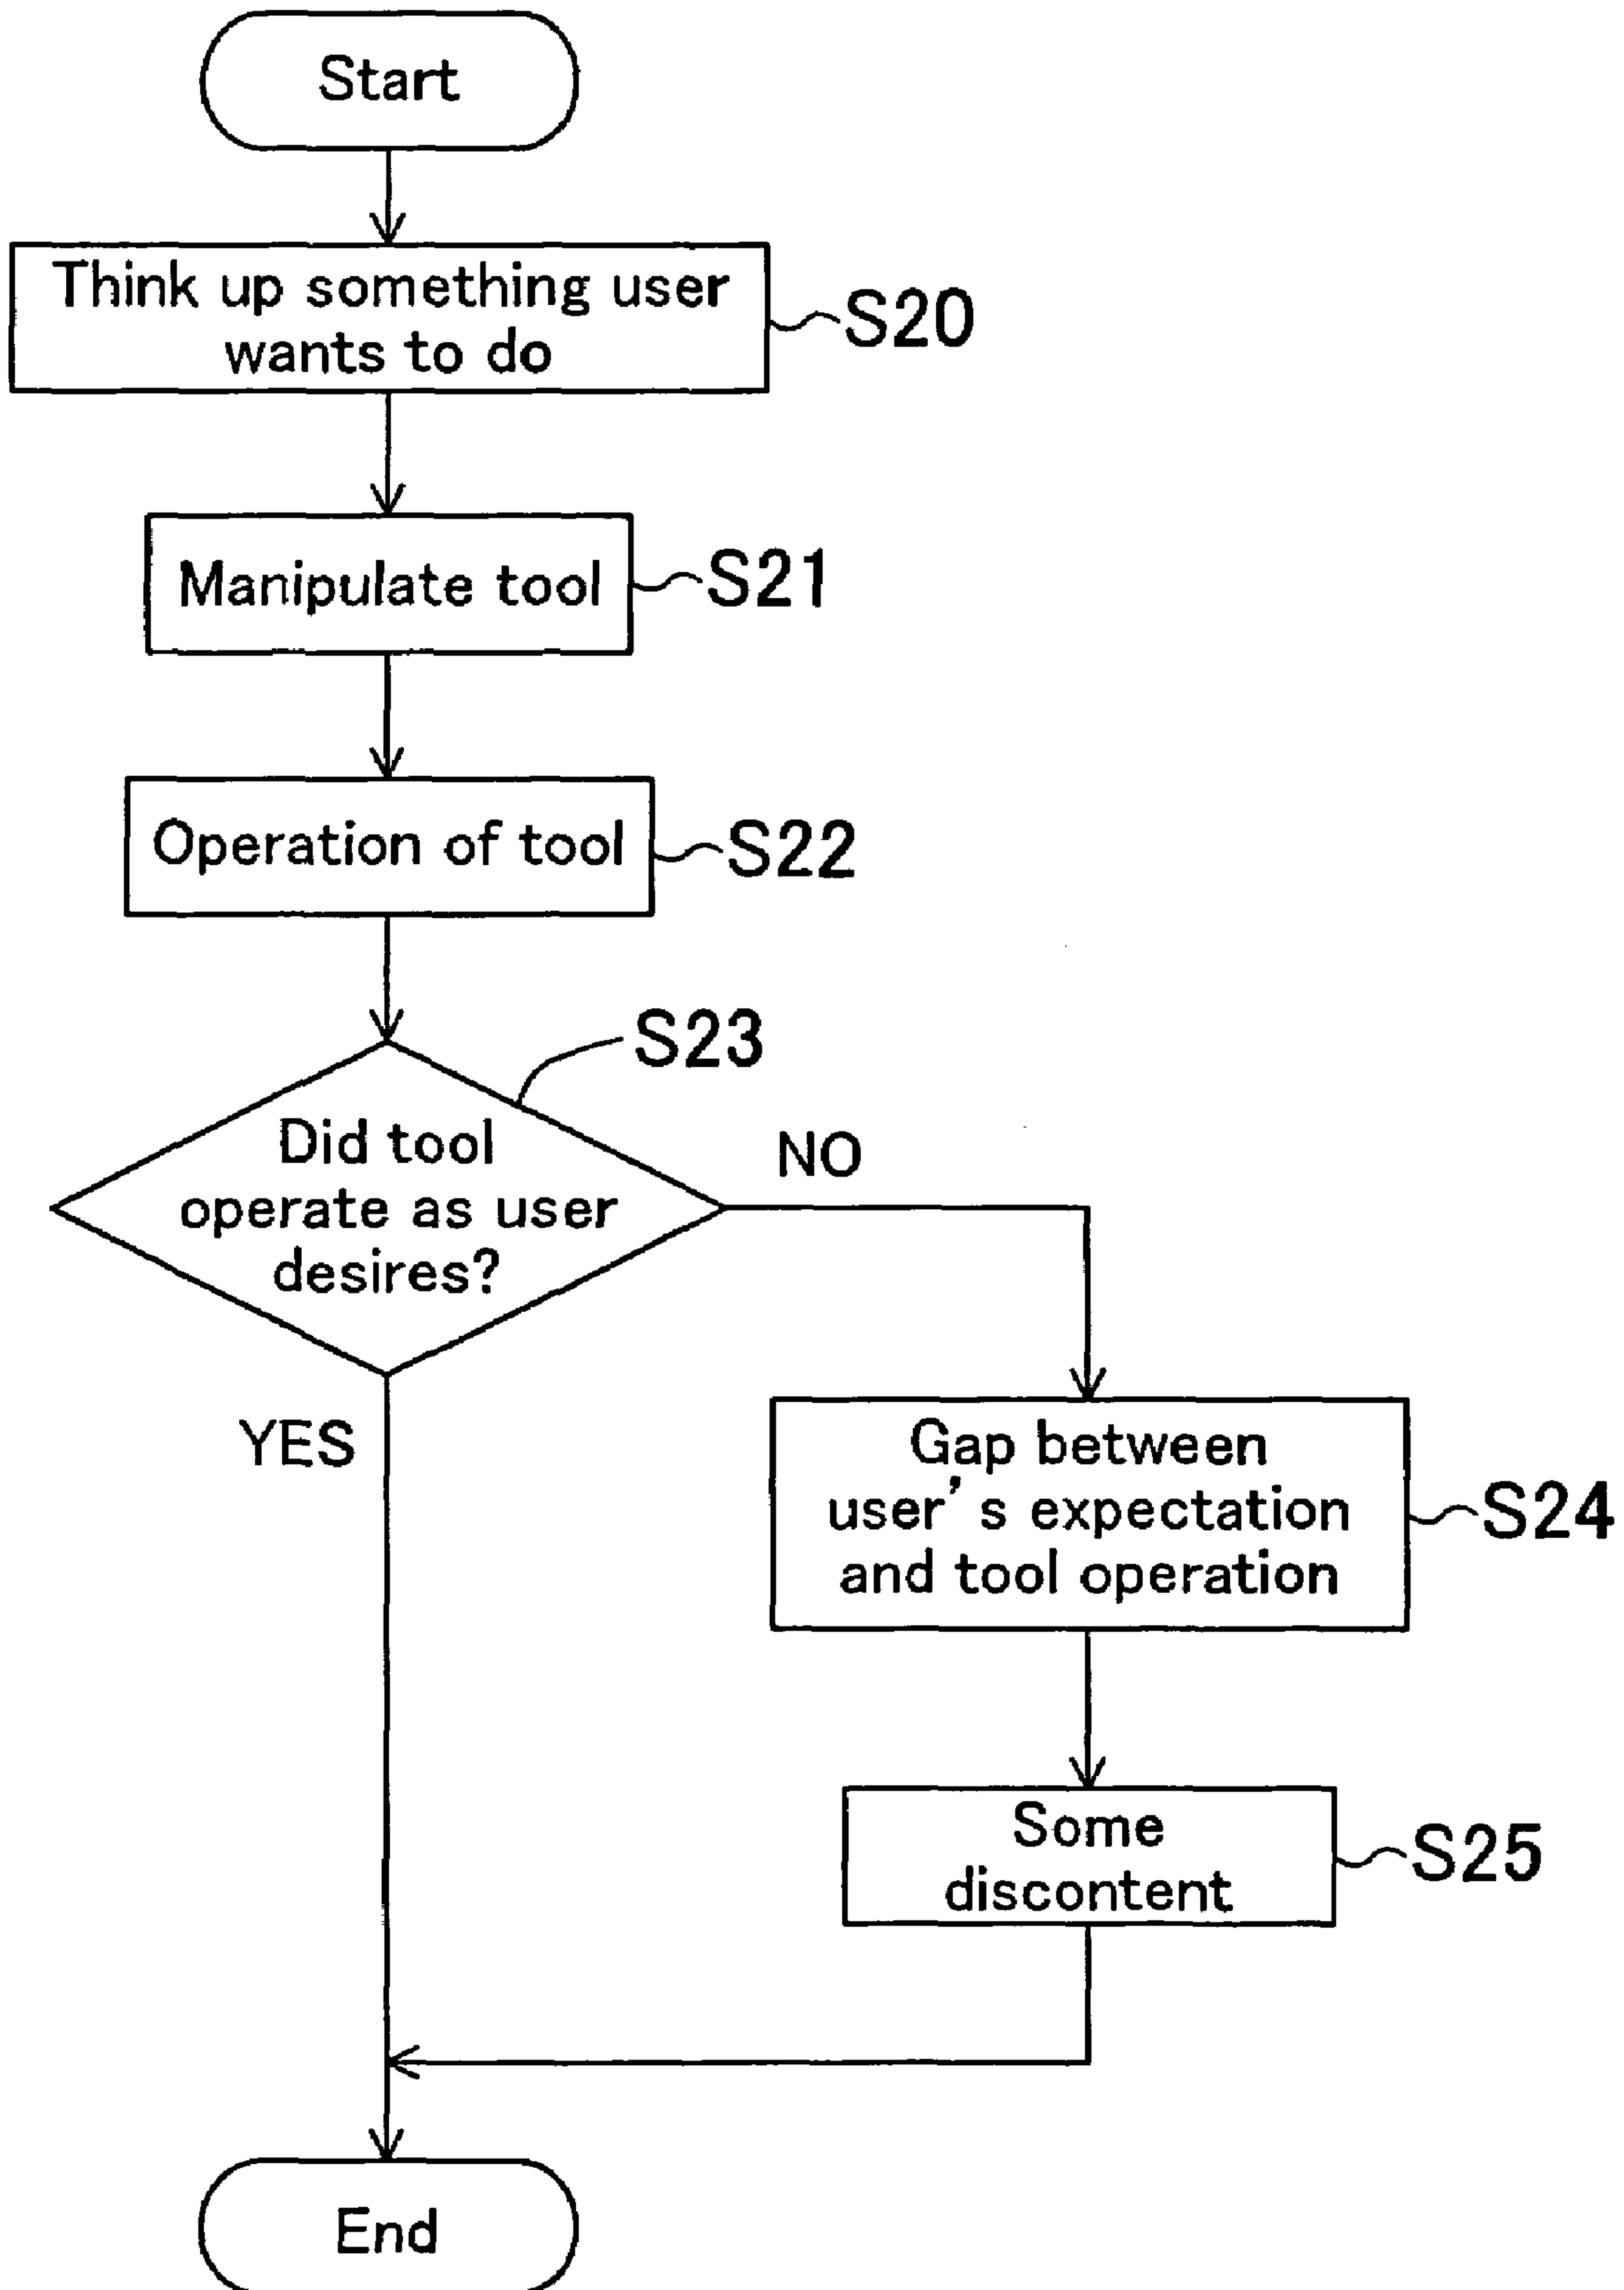 Start
Think up something user
wants to do
S20
Manipulate tool
S21
Operation of tool
S22
S23
Did tool
operate as user
desires?
NO
YES
Gap between
user's expectation
and tool operation
S24
Some
discontent
S25
End